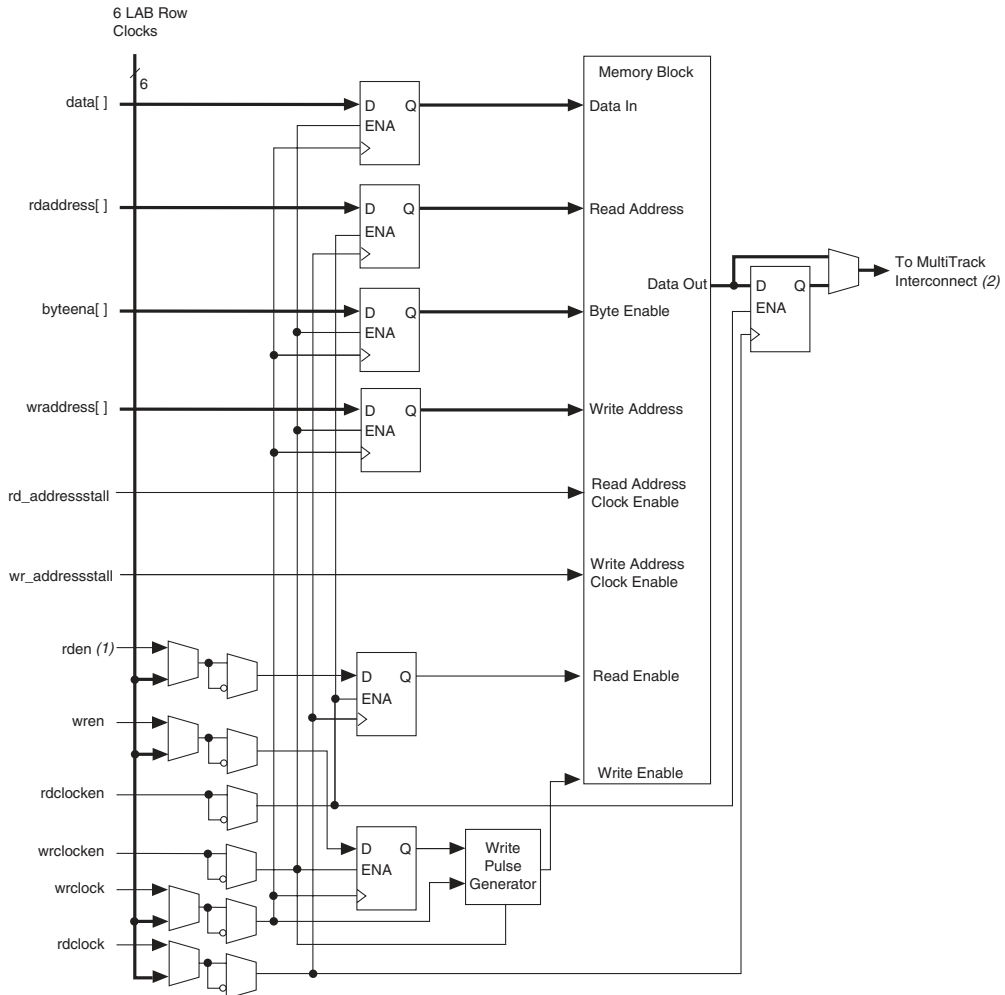 6 LAB Row
Clocks
6
data[ ]
D Q
ENA
Memory Block
Data In
rdaddress[ ]
D Q
ENA
Read Address
To MultiTrack
Interconnect (2)
Data Out
D Q
ENA
byteena[ ]
D Q
ENA
Byte Enable
wraddress[ ]
D Q
ENA
Write Address
rd_addressstall
Read Address
Clock Enable
wr_addressstall
Write Address
Clock Enable
rden (1)
D Q
ENA
Read Enable
wren
Write Enable
rdclocken
wrclocken
D Q
ENA
Write
Pulse
Generator
wrclock
rdclock